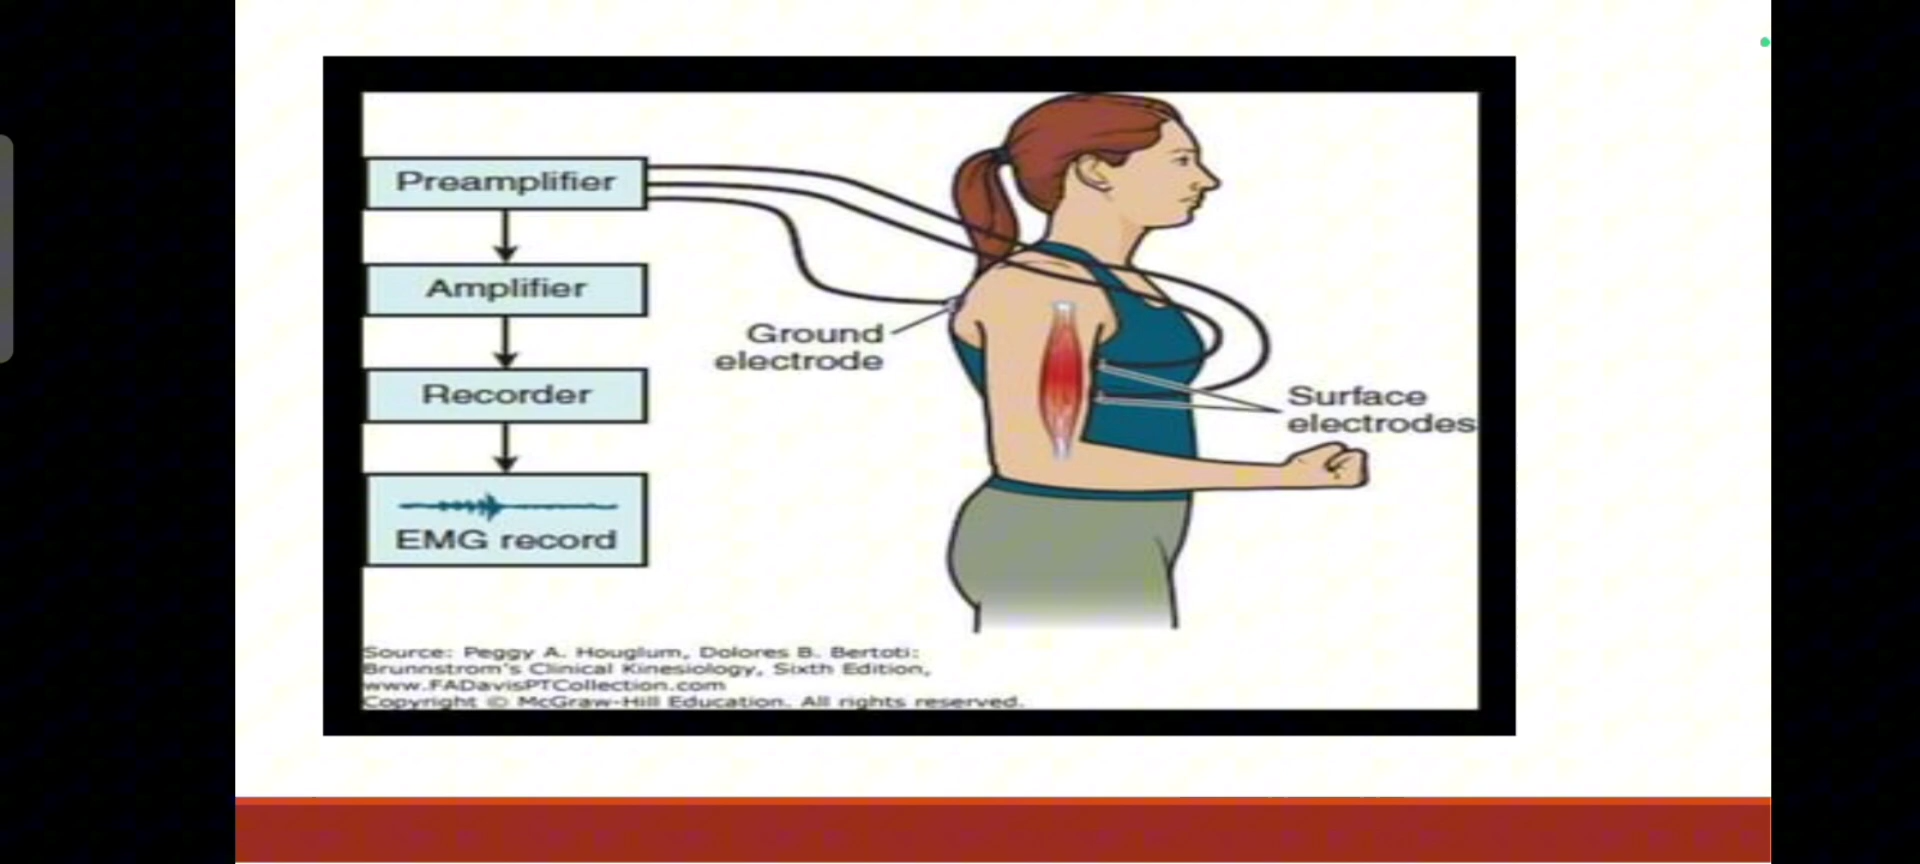 Preamplifier
Amplifier
Recorder
EMG record
Ground
electrode
Surface
electrodes
Source: Peggy A. Houglum, Dolores B. Bertoti:
Brunnstrom's Clinical Kinesiology, Sixth Edition,
www.FADavisPTCollection.com
Copyright © McGraw-Hill Education. All rights reserved.